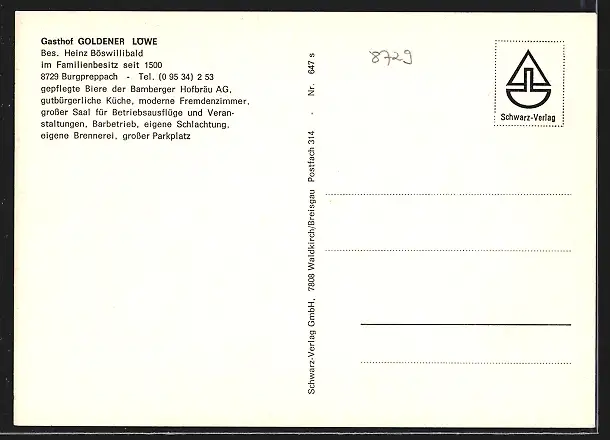 Gasthof GOLDENER LÖWE
Bes. Heinz Böswillibald
im Familienbesitz seit 1500
8729 Burgpreppach - Tel. (0 95 34) 2 53
gepflegte Biere der Bamberger Hofbräu AG,
gutbürgerliche Küche, moderne Fremdenzimmer,
großer Saal für Betriebsausflüge und Veran-
staltungen, Barbetrieb, eigene Schlachtung,
eigene Brennerei, großer Parkplatz
Schwarz-Verlag GmbH, 7808 Waldkirch/Breisgau Postfach 314 - Nr. 647 s
8729
Schwarz-Verlag